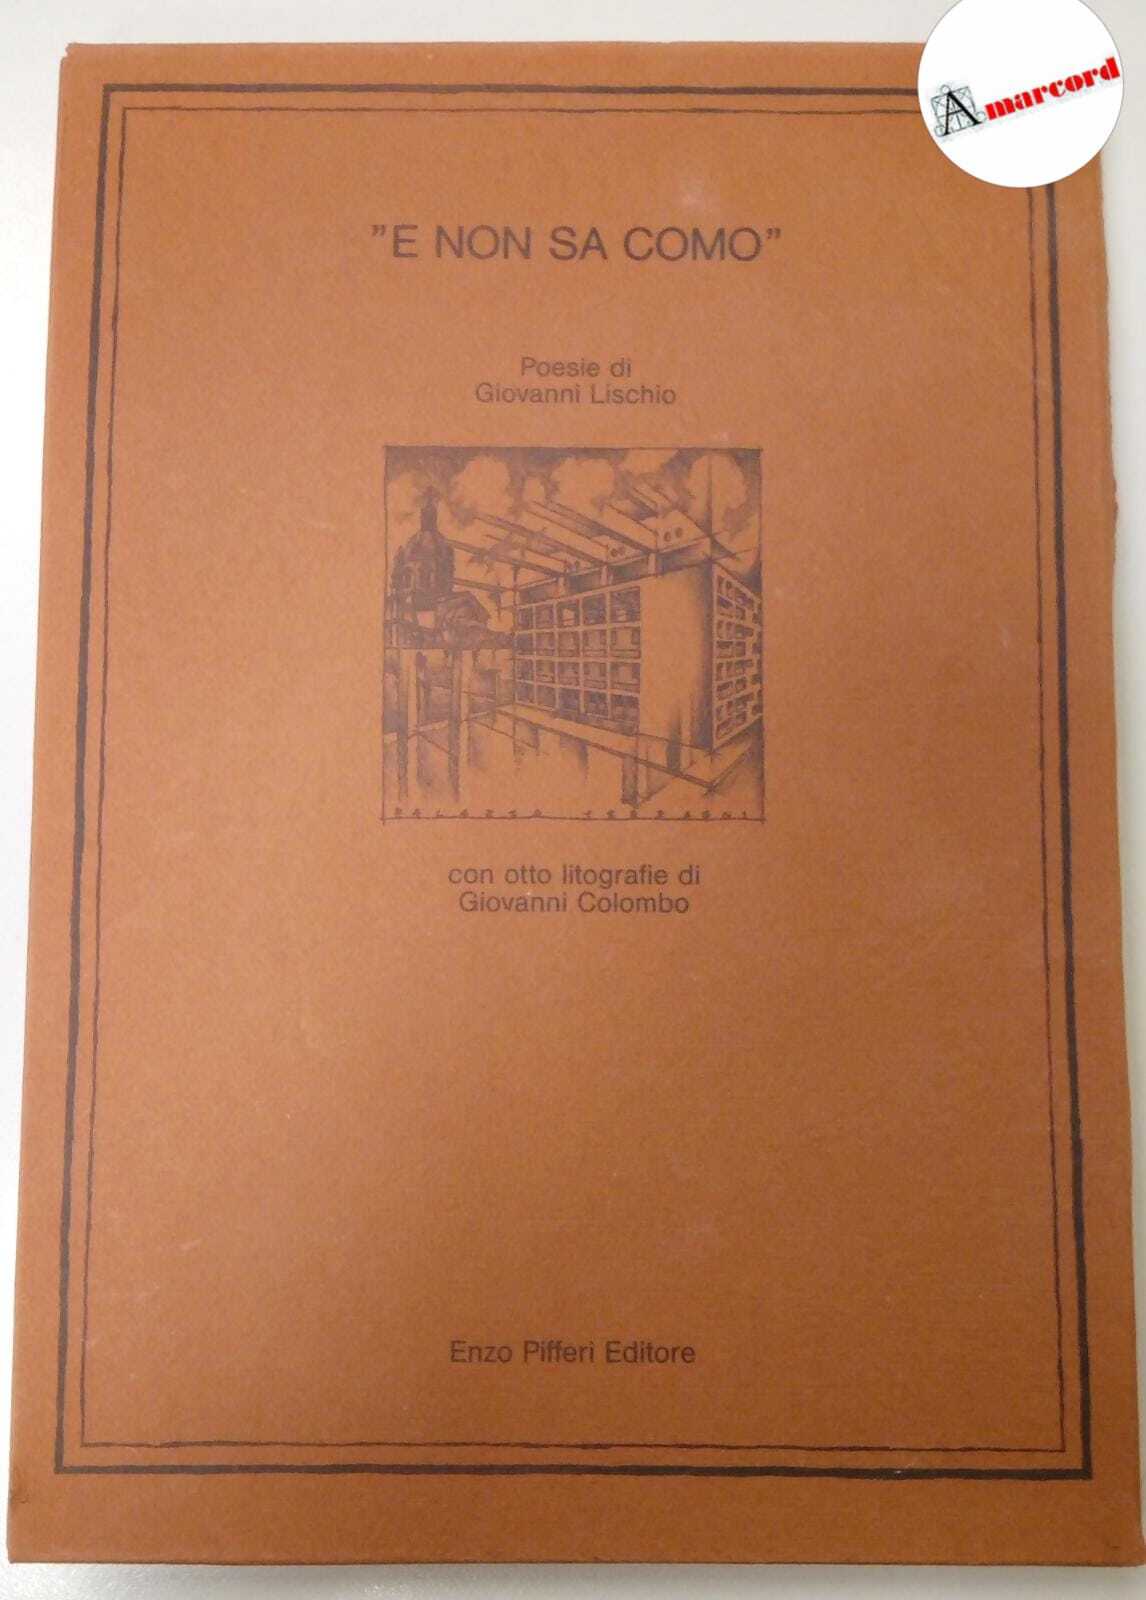 Amarcord
"E NON SA COMO"
Poesie di
Giovanni Lischio
PALAZZO TERRAGNI
con otto litografie di
Giovanni Colombo
Enzo Pifferi Editore